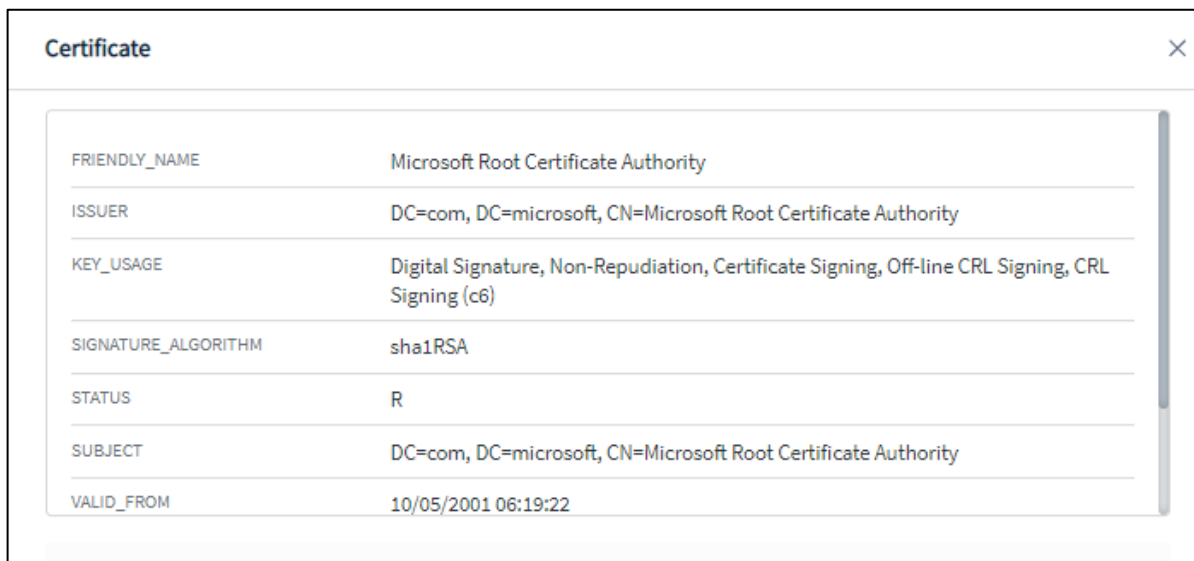 Certificate
FRIENDLY_NAME Microsoft Root Certificate Authority
ISSUER DC=com, DC=microsoft, CN=Microsoft Root Certificate Authority
KEY_USAGE Digital Signature, Non-Repudiation, Certificate Signing, Off-line CRL Signing, CRL
Signing (c6)
SIGNATURE_ALGORITHM sha1RSA
STATUS R
SUBJECT DC=com, DC=microsoft, CN=Microsoft Root Certificate Authority
VALID_FROM 10/05/2001 06:19:22